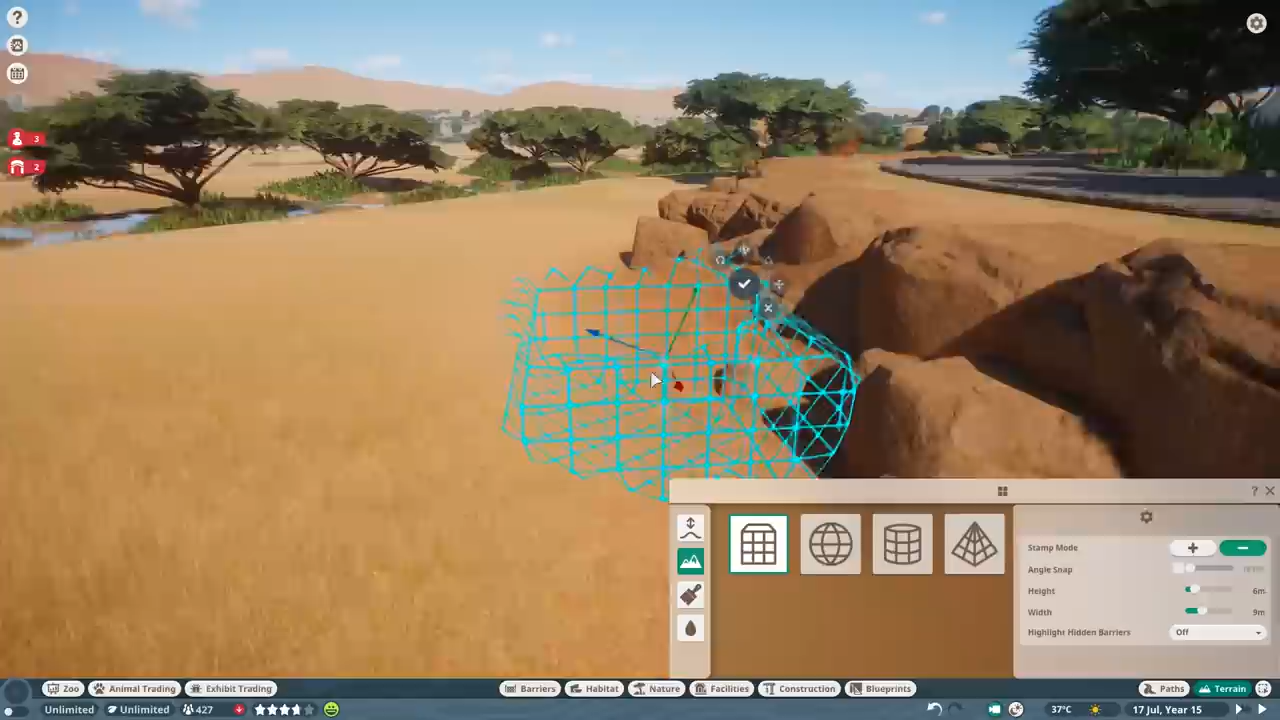 ?
3
2
? ×
Stamp Mode + −
Angle Snap
Height 6m
Width 9m
Highlight Hidden Barriers Off
Zoo Animal Trading Exhibit Trading Barriers Habitat Nature Facilities Construction Blueprints Paths Terrain
Unlimited Unlimited 427 37°C 17 Jul, Year 15